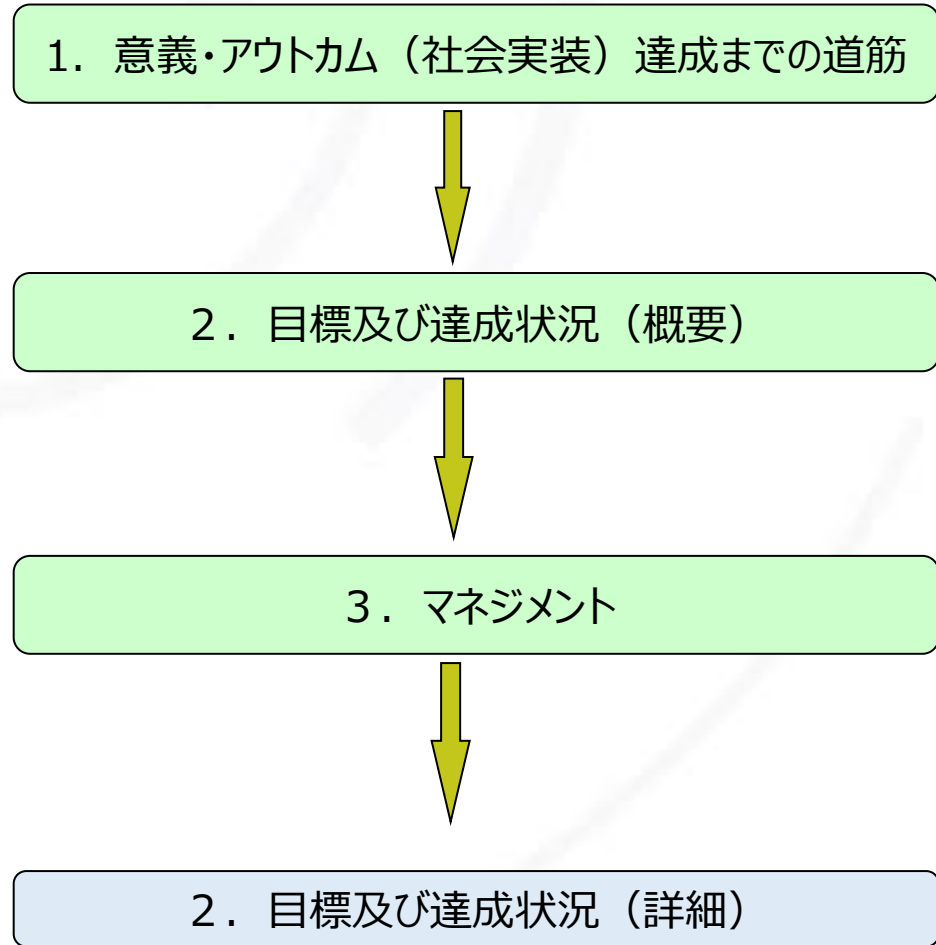 1．意義・アウトカム（社会実装）達成までの道筋
２．目標及び達成状況（概要）
３．マネジメント
２．目標及び達成状況（詳細）